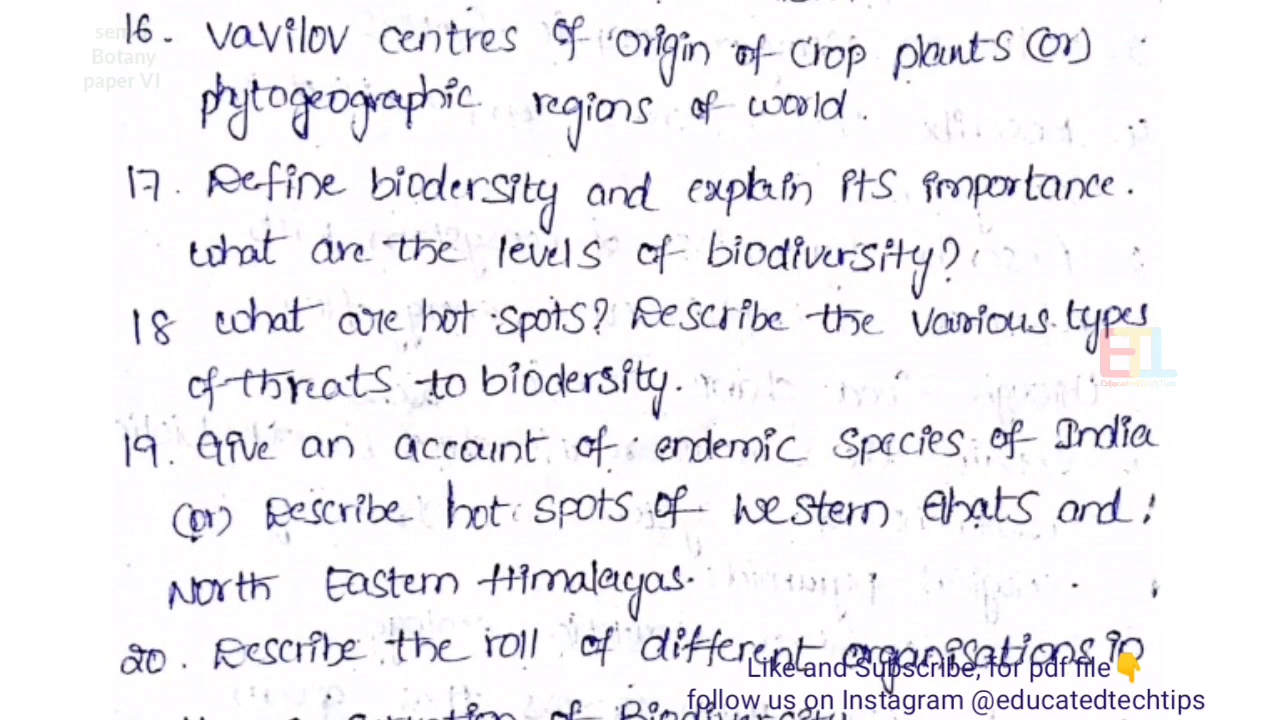 sem
Botany
paper VI
16. Vavilov centres of origin of crop plants (or)
phytogeographic regions of world.
17. Define biodersity and explain its importance.
what are the levels of biodiversity?
18 what are hot spots? Describe the various types
of threats to biodersity.
19. Give an account of endemic species of India
(or) Describe hot spots of Western Ghats and
North Eastern Himalayas.
20. Describe the roll of different organisations in
of Biodiversity
ETL
EducatedTechTips
Like and Subscribe, for pdf file👇
follow us on Instagram @educatedtechtips